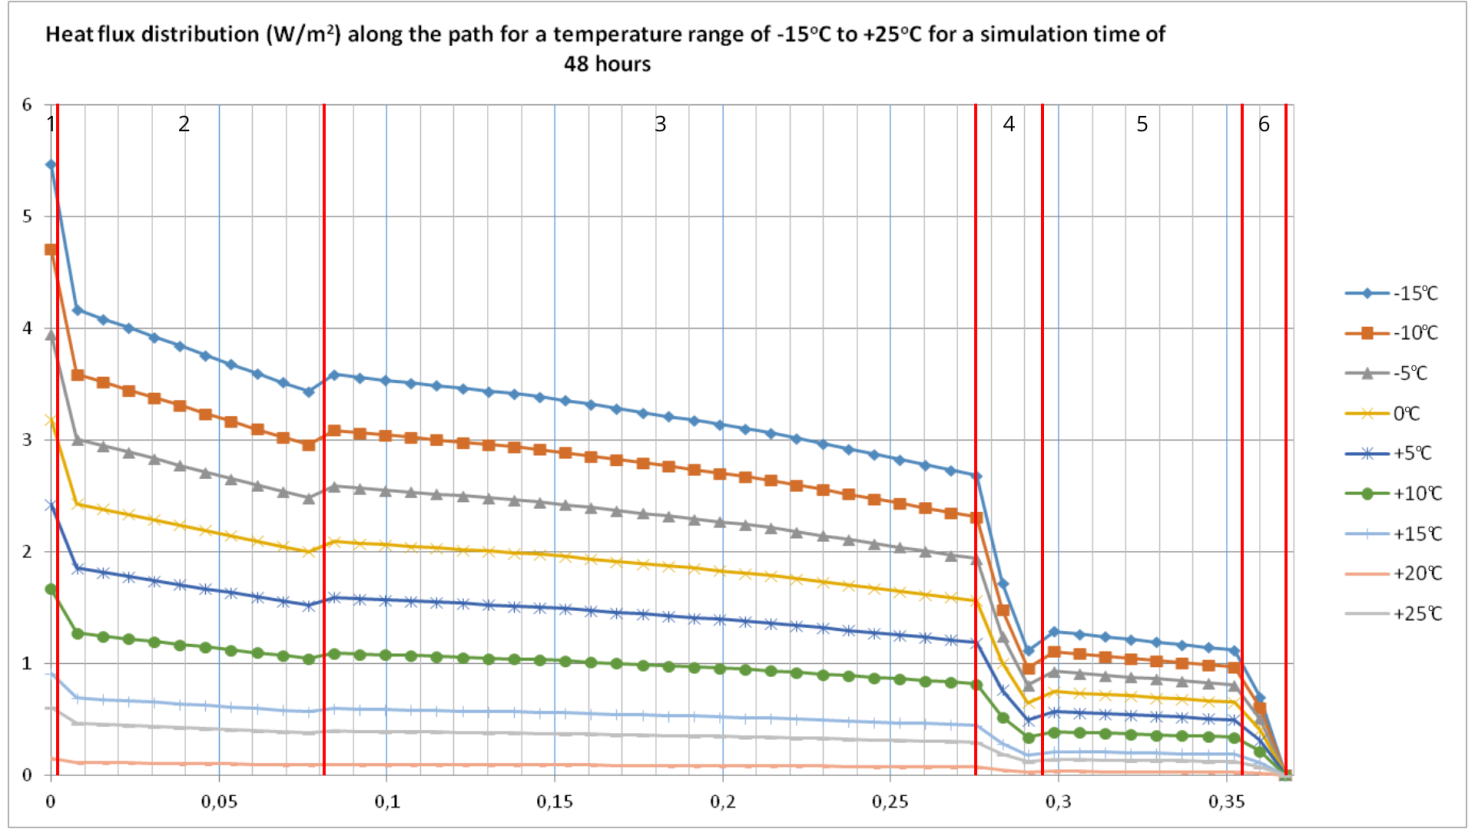 Heat flux distribution (W/m²) along the path for a temperature range of -15°C to +25°C for a simulation time of
48 hours
6
1 2 3 4 5 6
5
4
3
2
1
0
0 0,05 0,1 0,15 0,2 0,25 0,3 0,35
-15°C
-10°C
-5°C
0°C
+5°C
+10°C
+15°C
+20°C
+25°C